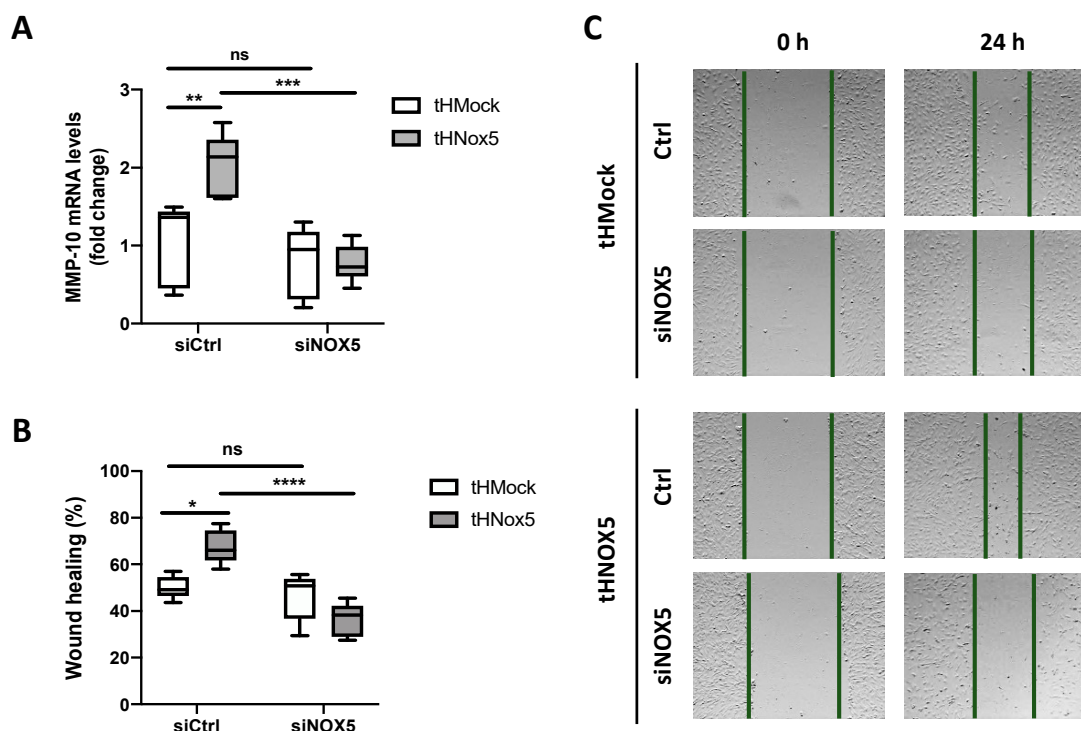 A
MMP-10 mRNA levels
(fold change)
3
2
1
0
ns
**
***
siCtrl
siNOX5
tHMock
tHNox5
B
Wound healing (%)
100
80
60
40
20
0
ns
*
****
siCtrl
siNOX5
tHMock
tHNox5
C
0 h
24 h
tHMock
Ctrl
siNOX5
tHNOX5
Ctrl
siNOX5